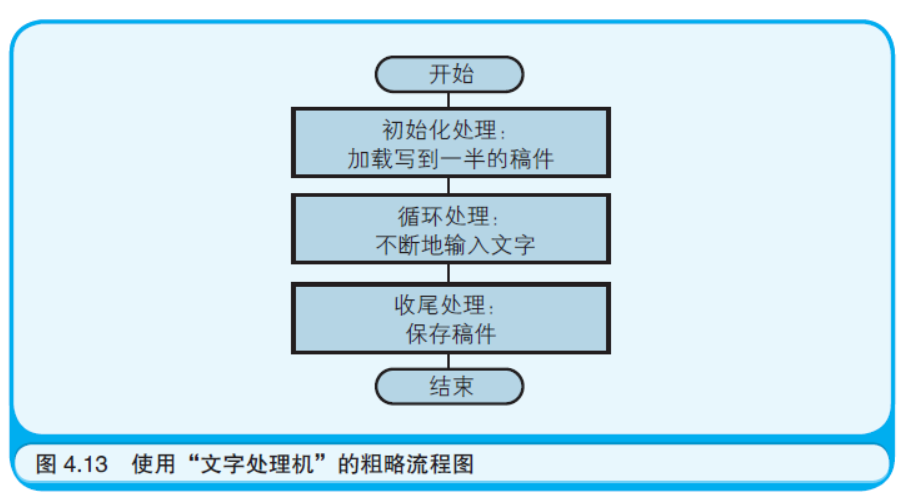 开始
初始化处理：
加载写到一半的稿件
循环处理：
不断地输入文字
收尾处理：
保存稿件
结束
图 4.13 使用“文字处理机”的粗略流程图